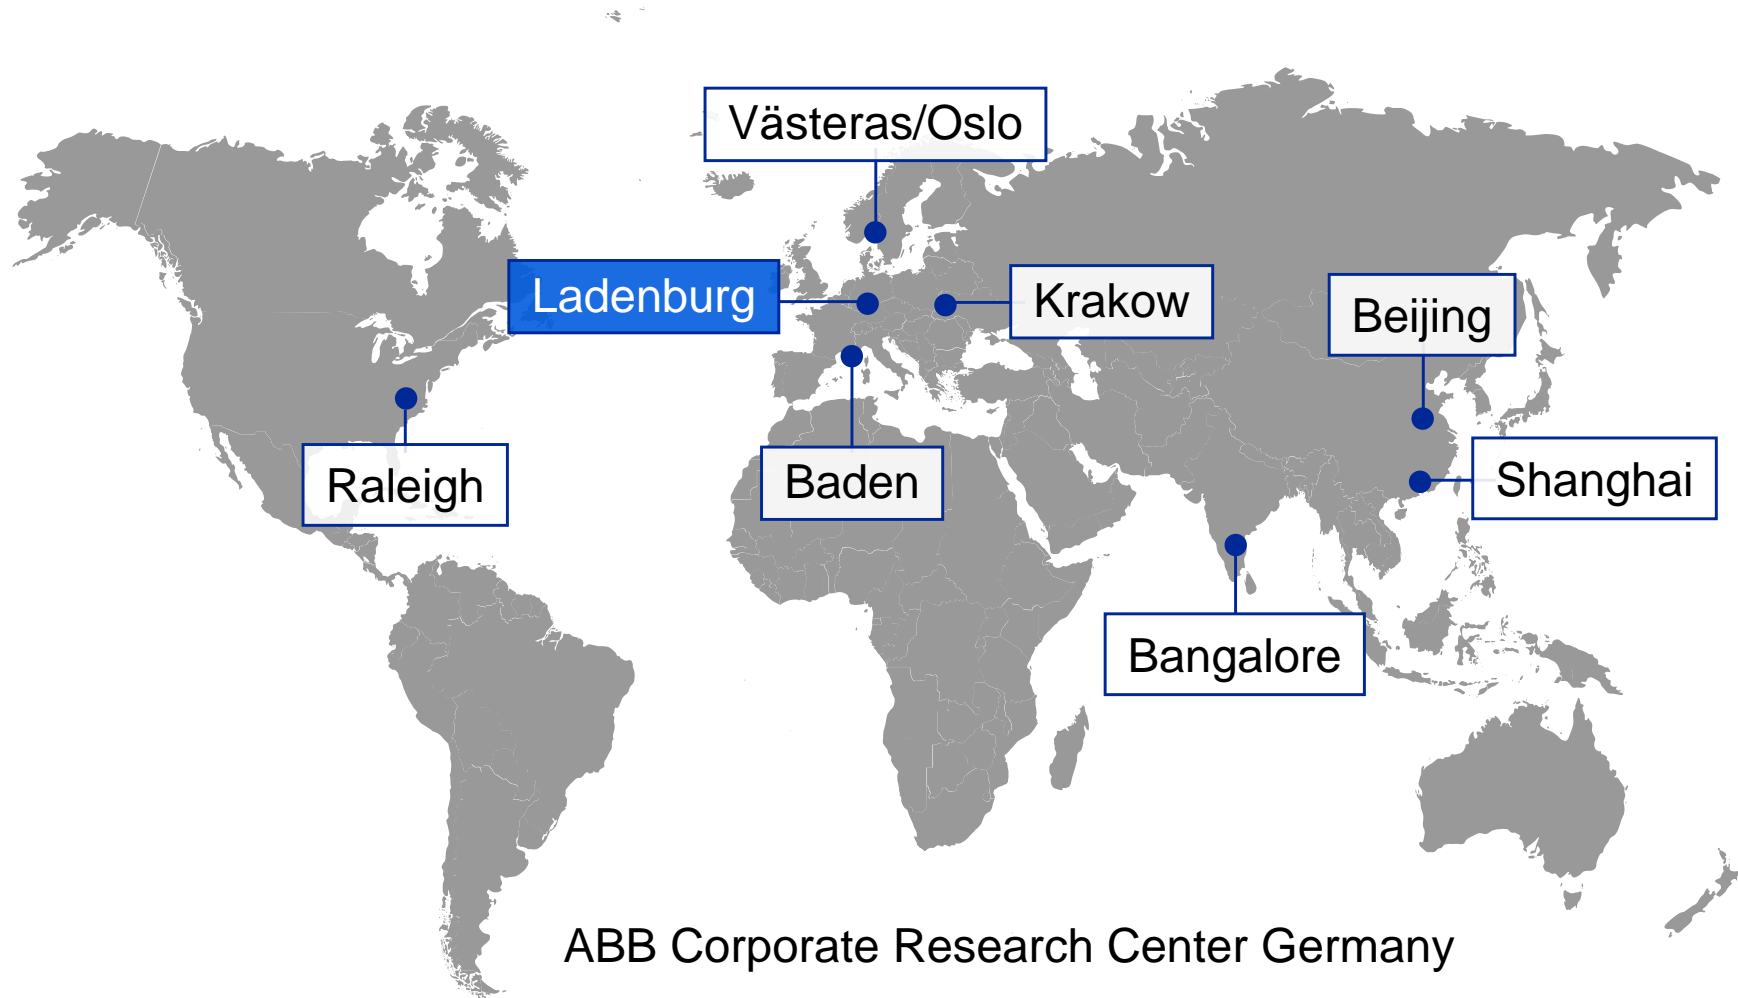 Västeras/Oslo
Ladenburg
Krakow
Beijing
Raleigh
Baden
Shanghai
Bangalore
ABB Corporate Research Center Germany